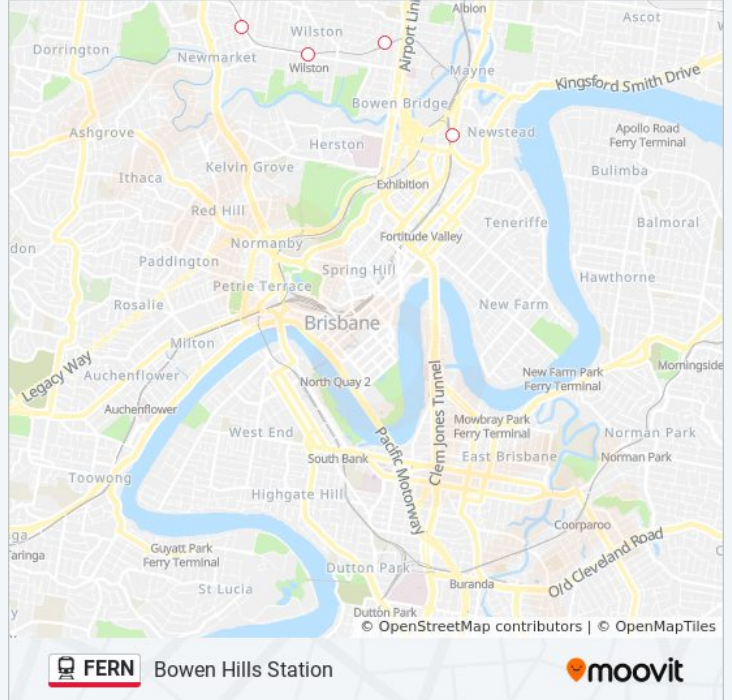 Albion
Ascot
Wilston
Dorrington
Newmarket
Wilston
Airport Lin
Mayne
Kingsford Smith Drive
Bowen Bridge
Ashgrove
Newstead
Apollo Road
Ferry Terminal
Herston
Kelvin Grove
Bulimba
Ithaca
Exhibition
Red Hill
Teneriffe
Balmoral
Fortitude Valley
Normanby
don
Paddington
Spring Hill
Hawthorne
Petrie Terrace
Rosalie
New Farm
Brisbane
Milton
Legacy Way
Auchenflower
North Quay 2
New Farm Park
Ferry Terminal
Morningside
Clem Jones Tunnel
Auchenflower
Mowbray Park
Ferry Terminal
West End
Pacific Motorway
Norman Park
South Bank
East Brisbane
Norman Park
Toowong
Highgate Hill
Coorparoo
ga
Taringa
Guyatt Park
Ferry Terminal
Old Cleveland Road
Dutton Park
St Lucia
Buranda
Dutton Park
y
© OpenStreetMap contributors | © OpenMapTiles
FERN Bowen Hills Station
moovit